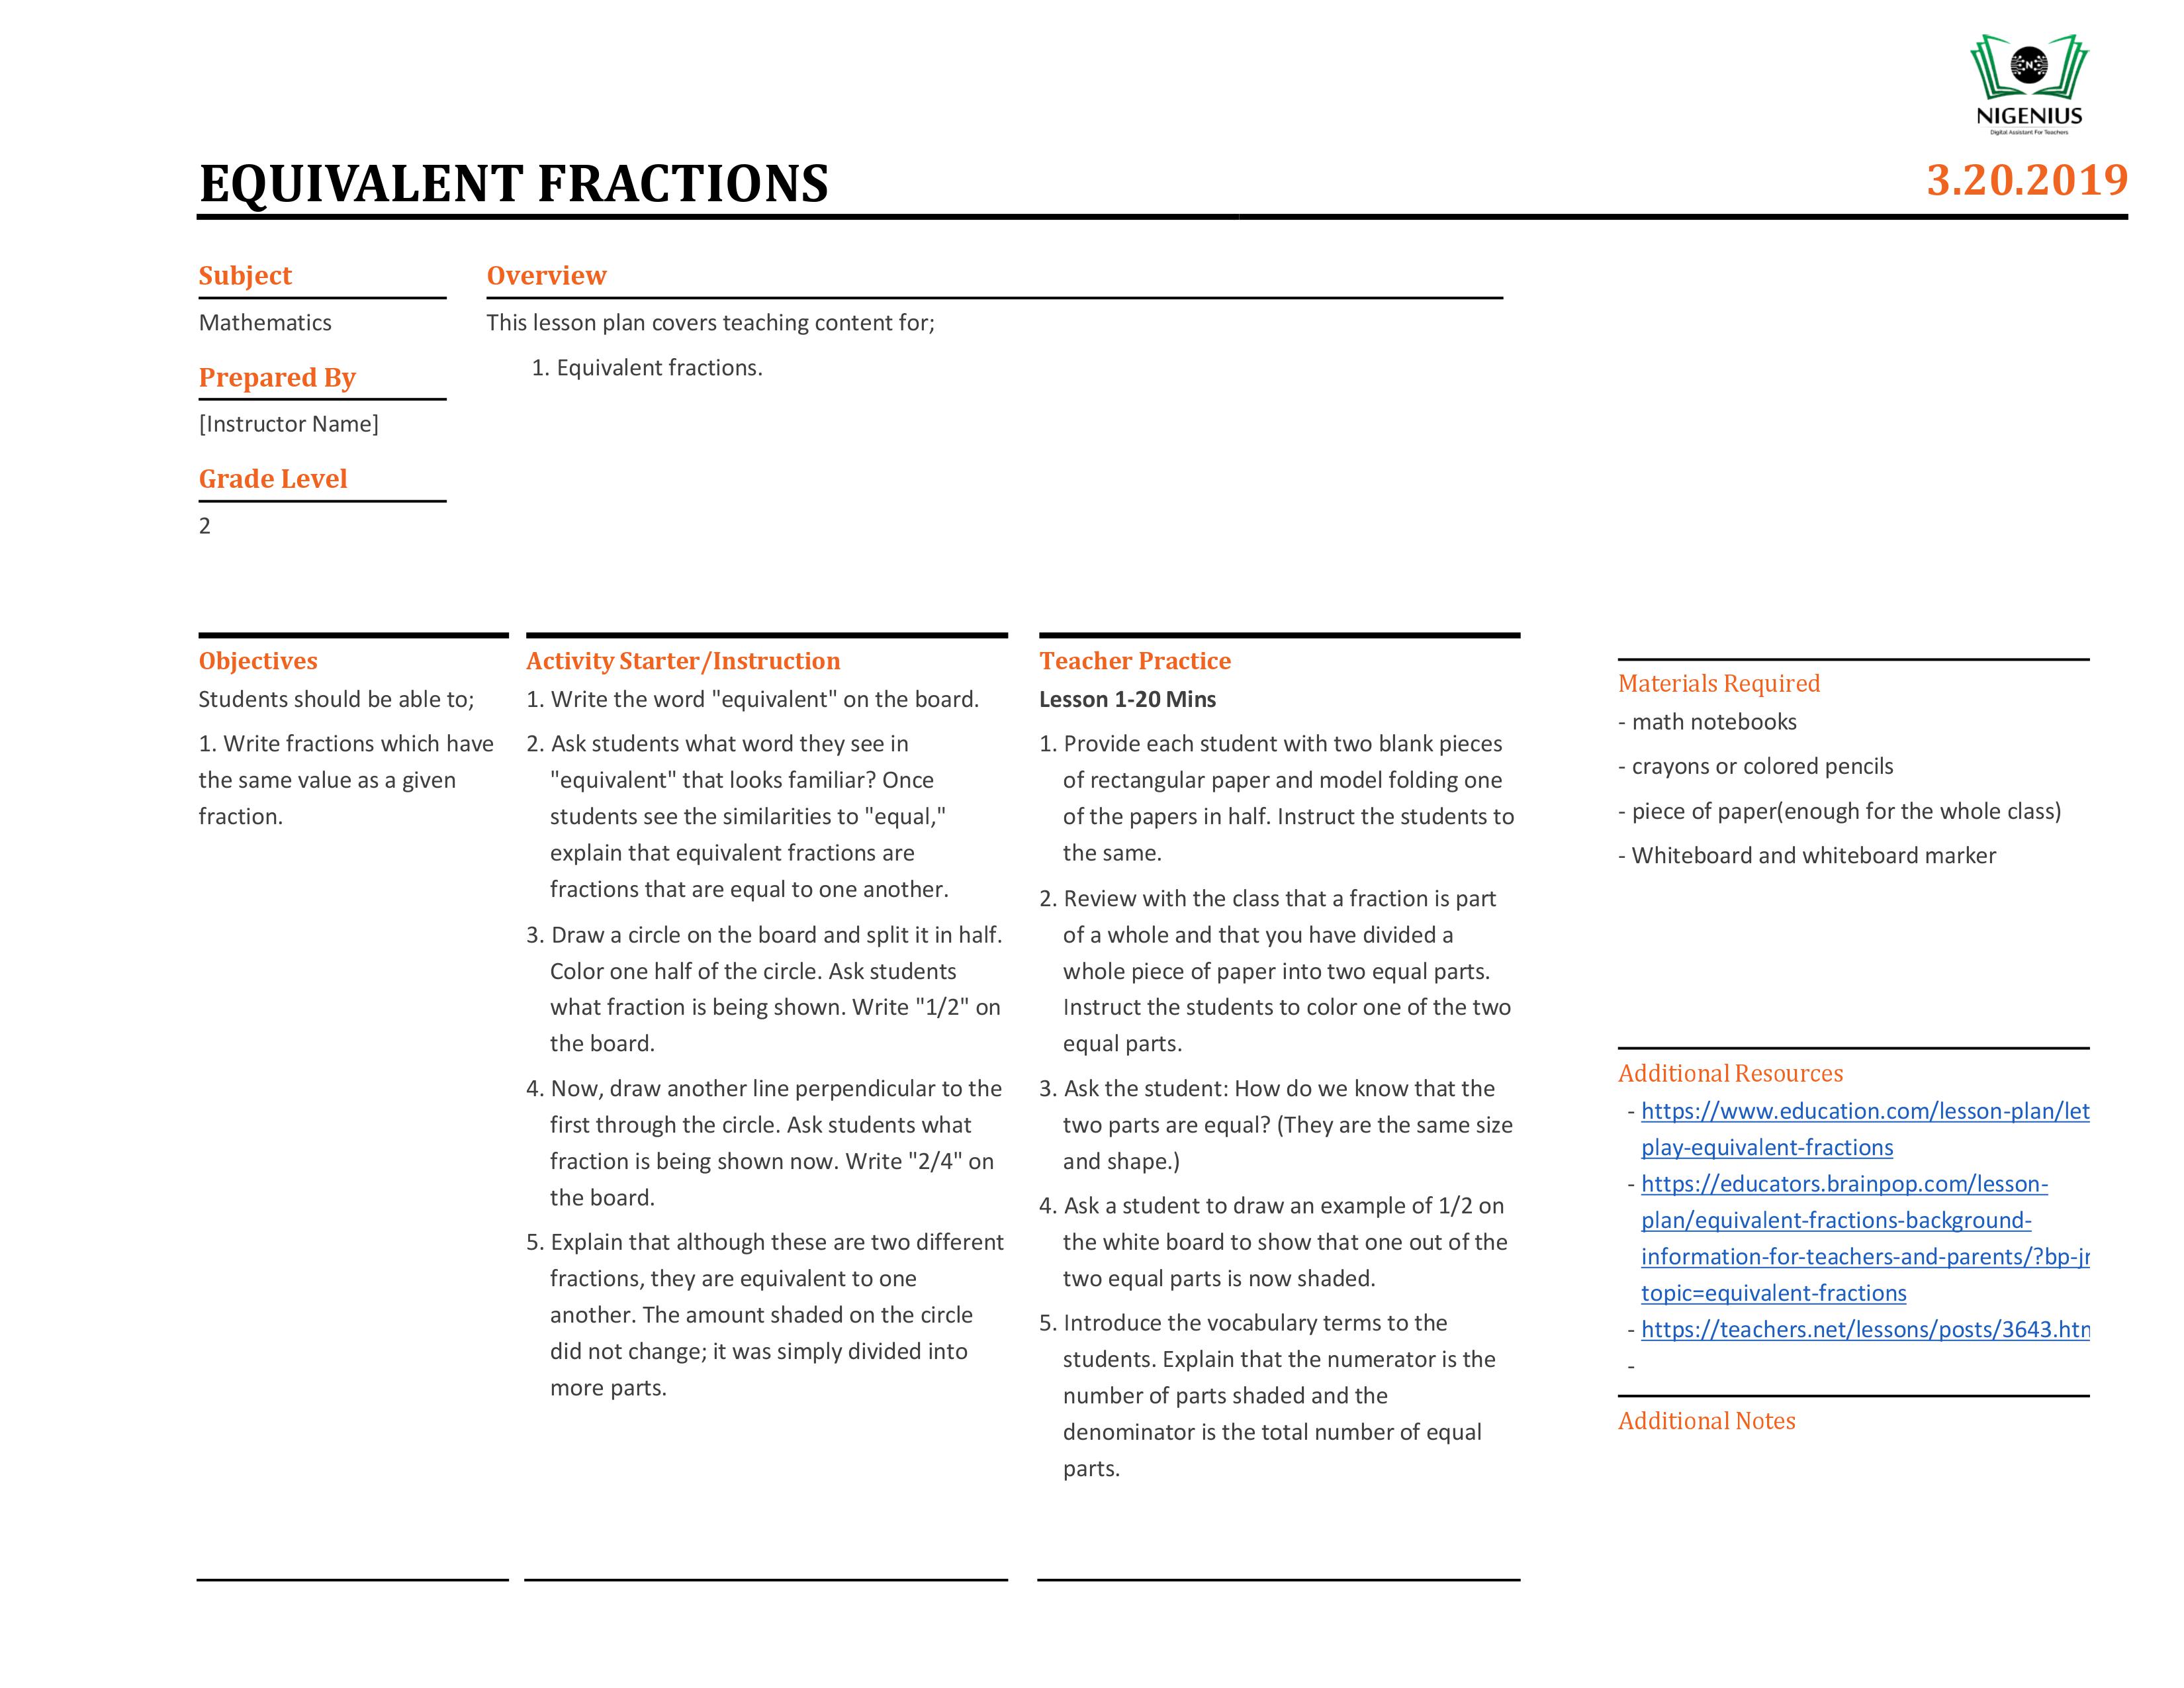 NIGENIUS
Digital Assistant For Teachers
EQUIVALENT FRACTIONS
3.20.2019
Subject
Mathematics
Prepared By
[Instructor Name]
Grade Level
2
Overview
This lesson plan covers teaching content for;
1. Equivalent fractions.
Objectives
Students should be able to;
1. Write fractions which have
the same value as a given
fraction.
Activity Starter/Instruction
1. Write the word "equivalent" on the board.
2. Ask students what word they see in
"equivalent" that looks familiar? Once
students see the similarities to "equal,"
explain that equivalent fractions are
fractions that are equal to one another.
3. Draw a circle on the board and split it in half.
Color one half of the circle. Ask students
what fraction is being shown. Write "1/2" on
the board.
4. Now, draw another line perpendicular to the
first through the circle. Ask students what
fraction is being shown now. Write "2/4" on
the board.
5. Explain that although these are two different
fractions, they are equivalent to one
another. The amount shaded on the circle
did not change; it was simply divided into
more parts.
Teacher Practice
Lesson 1-20 Mins
1. Provide each student with two blank pieces
of rectangular paper and model folding one
of the papers in half. Instruct the students to
the same.
2. Review with the class that a fraction is part
of a whole and that you have divided a
whole piece of paper into two equal parts.
Instruct the students to color one of the two
equal parts.
3. Ask the student: How do we know that the
two parts are equal? (They are the same size
and shape.)
4. Ask a student to draw an example of 1/2 on
the white board to show that one out of the
two equal parts is now shaded.
5. Introduce the vocabulary terms to the
students. Explain that the numerator is the
number of parts shaded and the
denominator is the total number of equal
parts.
Materials Required
- math notebooks
- crayons or colored pencils
- piece of paper(enough for the whole class)
- Whiteboard and whiteboard marker
Additional Resources
- https://www.education.com/lesson-plan/let
play-equivalent-fractions
- https://educators.brainpop.com/lesson-
plan/equivalent-fractions-background-
information-for-teachers-and-parents/?bp-jr
topic=equivalent-fractions
- https://teachers.net/lessons/posts/3643.htm
-
Additional Notes